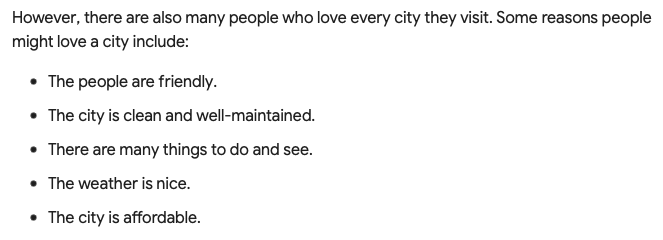 However, there are also many people who love every city they visit. Some reasons people
might love a city include:
• The people are friendly.
• The city is clean and well-maintained.
• There are many things to do and see.
• The weather is nice.
• The city is affordable.